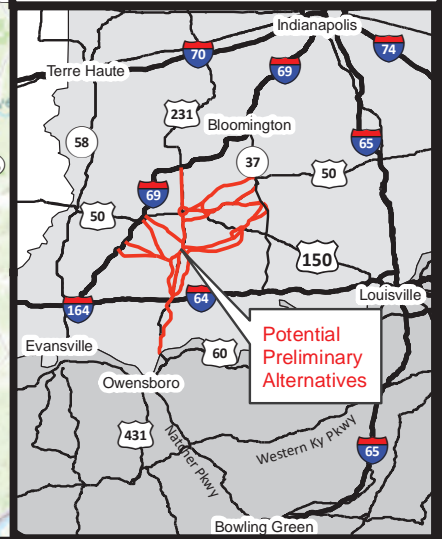 Indianapolis
70
74
Terre Haute
69
231
Bloomington
58
65
37
50
69
50
150
64
Louisville
164
Potential
Preliminary
Alternatives
Evansville
60
Owensboro
431
Natcher Pkwy
Western Ky Pkwy
65
Bowling Green